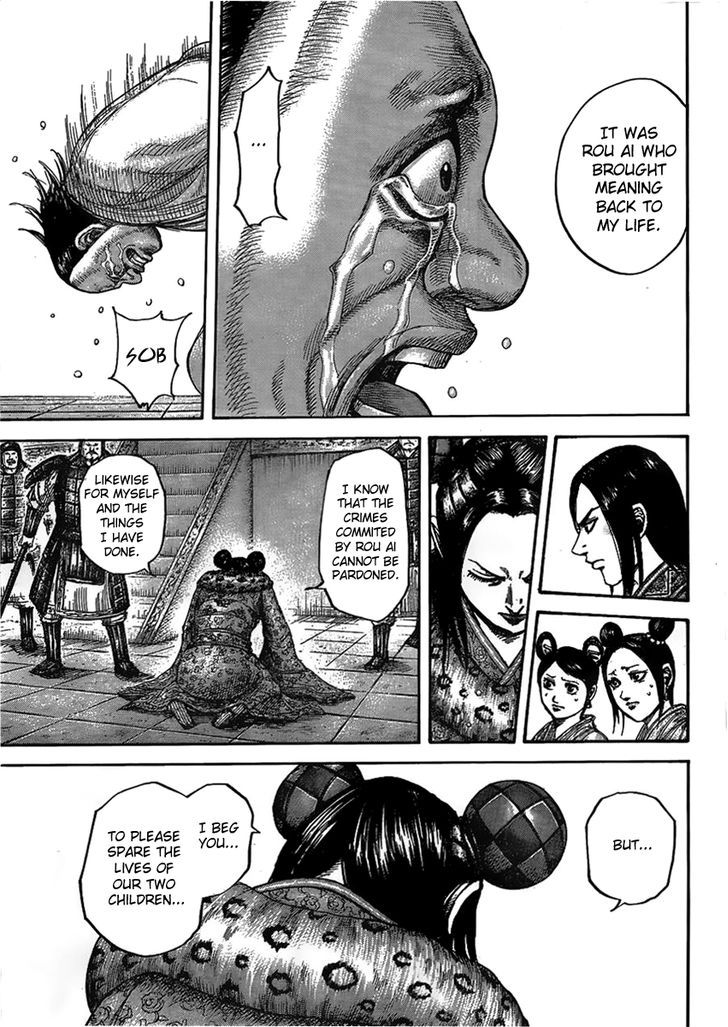 IT WAS
ROU AI WHO
BROUGHT
MEANING
BACK TO
MY LIFE.
...
SOB
I KNOW
THAT THE
CRIMES
COMMITED
BY ROU AI
CANNOT BE
PARDONED.
LIKEWISE
FOR MYSELF
AND THE
THINGS
I HAVE
DONE.
BUT...
I BEG
YOU...
TO PLEASE
SPARE THE
LIVES OF
OUR TWO
CHILDREN...